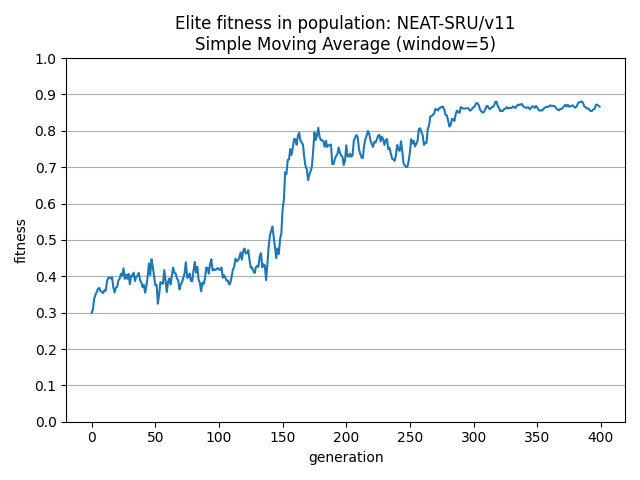 Elite fitness in population: NEAT-SRU/v11
Simple Moving Average (window=5)
1.0
0.9
0.8
0.7
0.6
0.5
0.4
0.3
0.2
0.1
0.0
fitness
0 50 100 150 200 250 300 350 400
generation